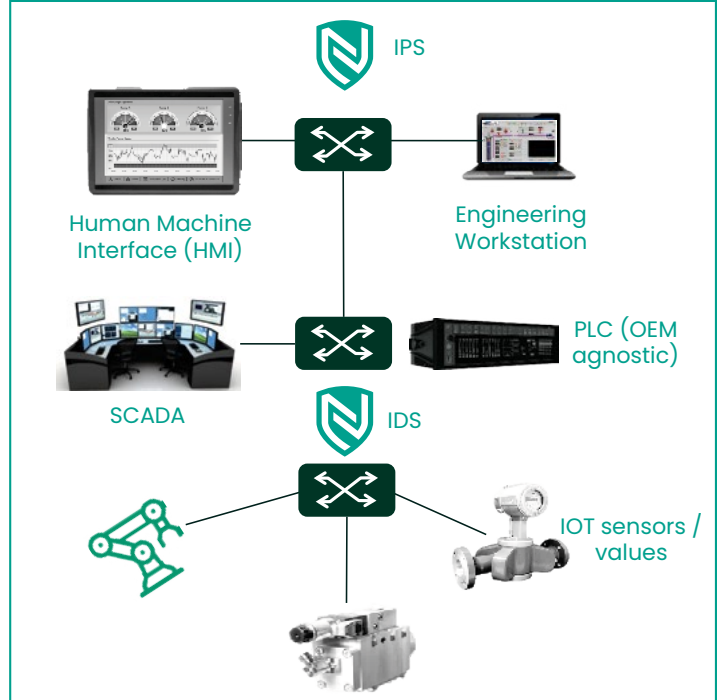 IPS
Human Machine
Interface (HMI)
Engineering
Workstation
SCADA
PLC (OEM
agnostic)
IDS
IOT sensors /
values